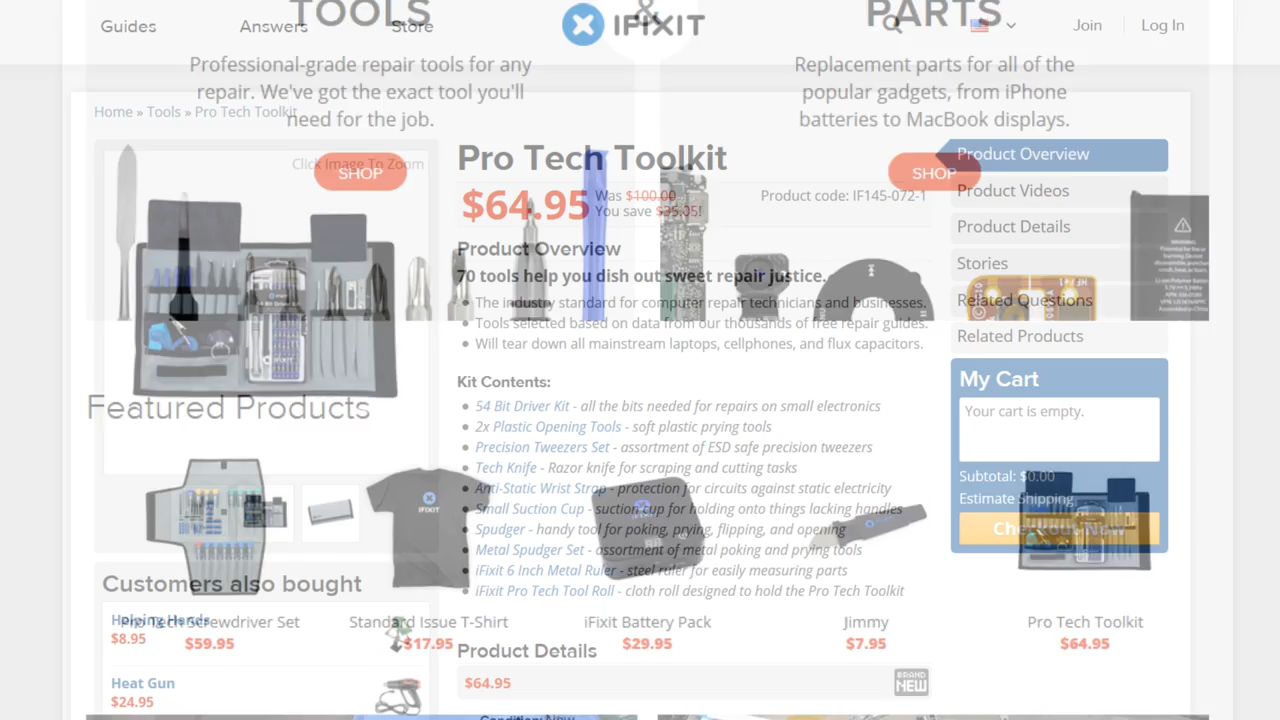 TOOLS
&
PARTS
Guides
Answers
Store
IFIXIT
Join
Log In
Professional-grade repair tools for any
repair. We've got the exact tool you'll
need for the job.
Replacement parts for all of the
popular gadgets, from iPhone
batteries to MacBook displays.
SHOP
SHOP
Home » Tools » Pro Tech Toolkit
Click Image To Zoom
Pro Tech Toolkit
$64.95
Was $100.00
You save $35.05!
Product code: IF145-072-1
Product Overview
70 tools help you dish out sweet repair justice.
• The industry standard for computer repair technicians and businesses.
• Tools selected based on data from our thousands of free repair guides.
• Will tear down all mainstream laptops, cellphones, and flux capacitors.
Kit Contents:
• 54 Bit Driver Kit - all the bits needed for repairs on small electronics
• 2x Plastic Opening Tools - soft plastic prying tools
• Precision Tweezers Set - assortment of ESD safe precision tweezers
• Tech Knife - Razor knife for scraping and cutting tasks
• Anti-Static Wrist Strap - protection for circuits against static electricity
• Small Suction Cup - suction cup for holding onto things lacking handles
• Spudger - handy tool for poking, prying, flipping, and opening
• Metal Spudger Set - assortment of metal poking and prying tools
• iFixit 6 Inch Metal Ruler - steel ruler for easily measuring parts
• iFixit Pro Tech Tool Roll - cloth roll designed to hold the Pro Tech Toolkit
Product Details
$64.95
BRAND
NEW
Condition: New
Product Overview
Product Videos
Product Details
Stories
Related Questions
Related Products
WARNING
My Cart
Your cart is empty.
Subtotal: $0.00
Estimate Shipping
Featured Products
IFIXIT
Pro Tech Screwdriver Set
$59.95
Standard Issue T-Shirt
$17.95
iFixit Battery Pack
$29.95
Jimmy
$7.95
Pro Tech Toolkit
$64.95
Customers also bought
Helping Hands
$8.95
Heat Gun
$24.95